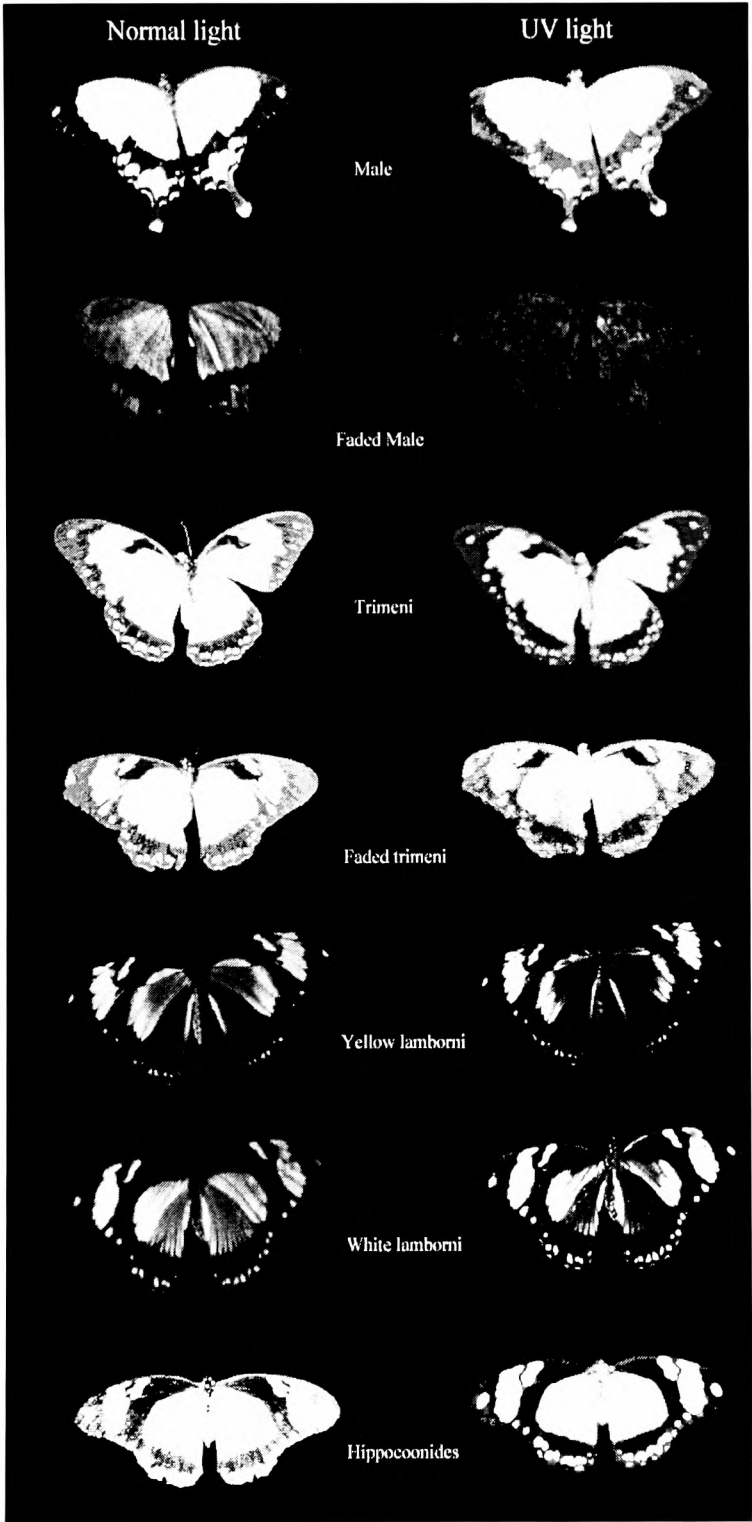 Normal light
UV light
Male
Faded Male
Trimeni
Faded trimeni
Yellow lamborni
White lamborni
Hippocoonides